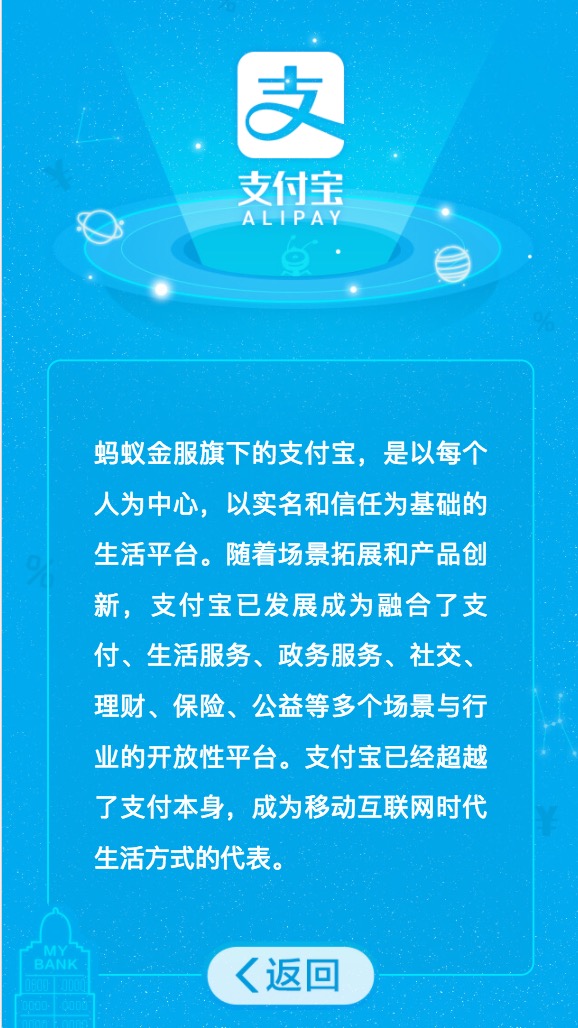 支
支付宝
ALIPAY
蚂蚁金服旗下的支付宝，是以每个
人为中心，以实名和信任为基础的
生活平台。随着场景拓展和产品创
新，支付宝已发展成为融合了支
付、生活服务、政务服务、社交、
理财、保险、公益等多个场景与行
业的开放性平台。支付宝已经超越
了支付本身，成为移动互联网时代
生活方式的代表。
MY
BANK
返回